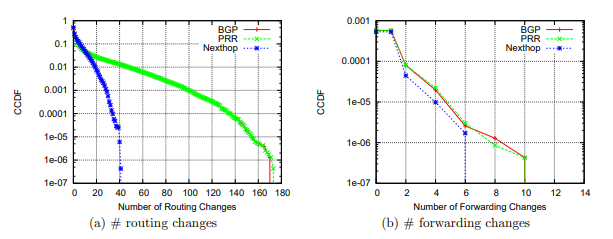 1
0.1
0.01
0.001
0.0001
1e-05
1e-06
1e-07
CCDF
0 20 40 60 80 100 120 140 160 180
Number of Routing Changes
BGP
PRR
Nexthop
(a) # routing changes
0.001
0.0001
1e-05
1e-06
1e-07
CCDF
0 2 4 6 8 10 12 14
Number of Forwarding Changes
BGP
PRR
Nexthop
(b) # forwarding changes